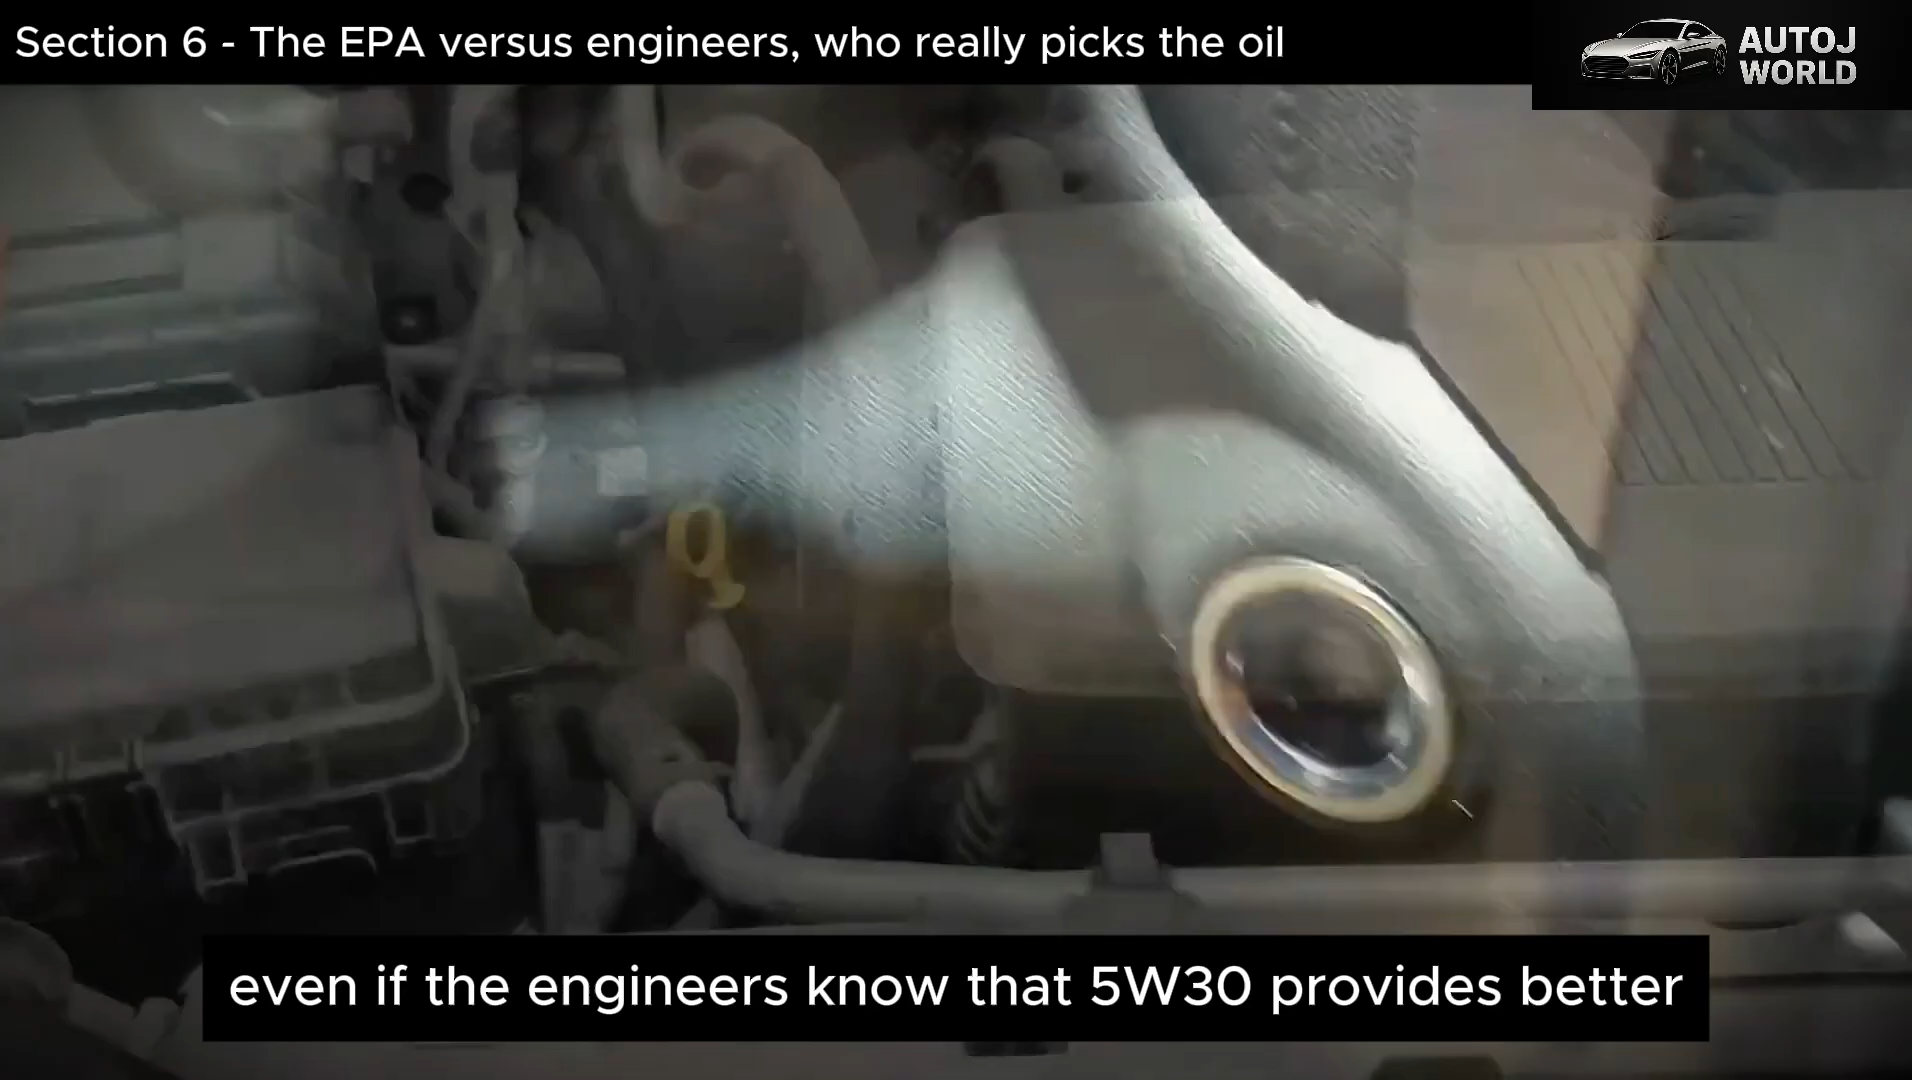 Section 6 - The EPA versus engineers, who really picks the oil
AUTOJ
WORLD
even if the engineers know that 5W30 provides better